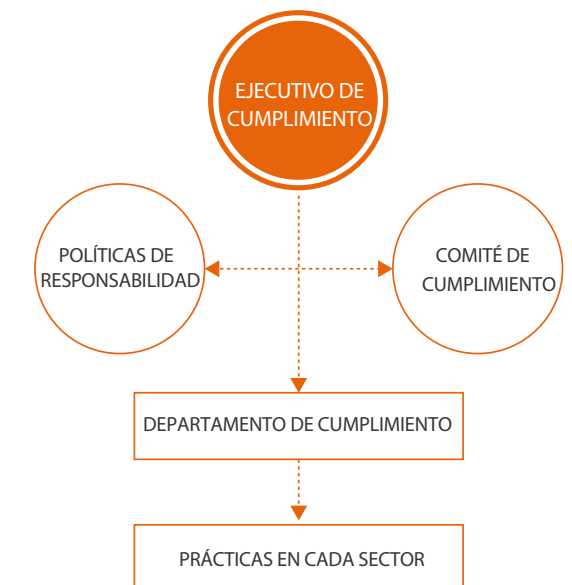 EJECUTIVO DE
CUMPLIMIENTO
POLÍTICAS DE
RESPONSABILIDAD
COMITÉ DE
CUMPLIMIENTO
DEPARTAMENTO DE CUMPLIMIENTO
PRÁCTICAS EN CADA SECTOR